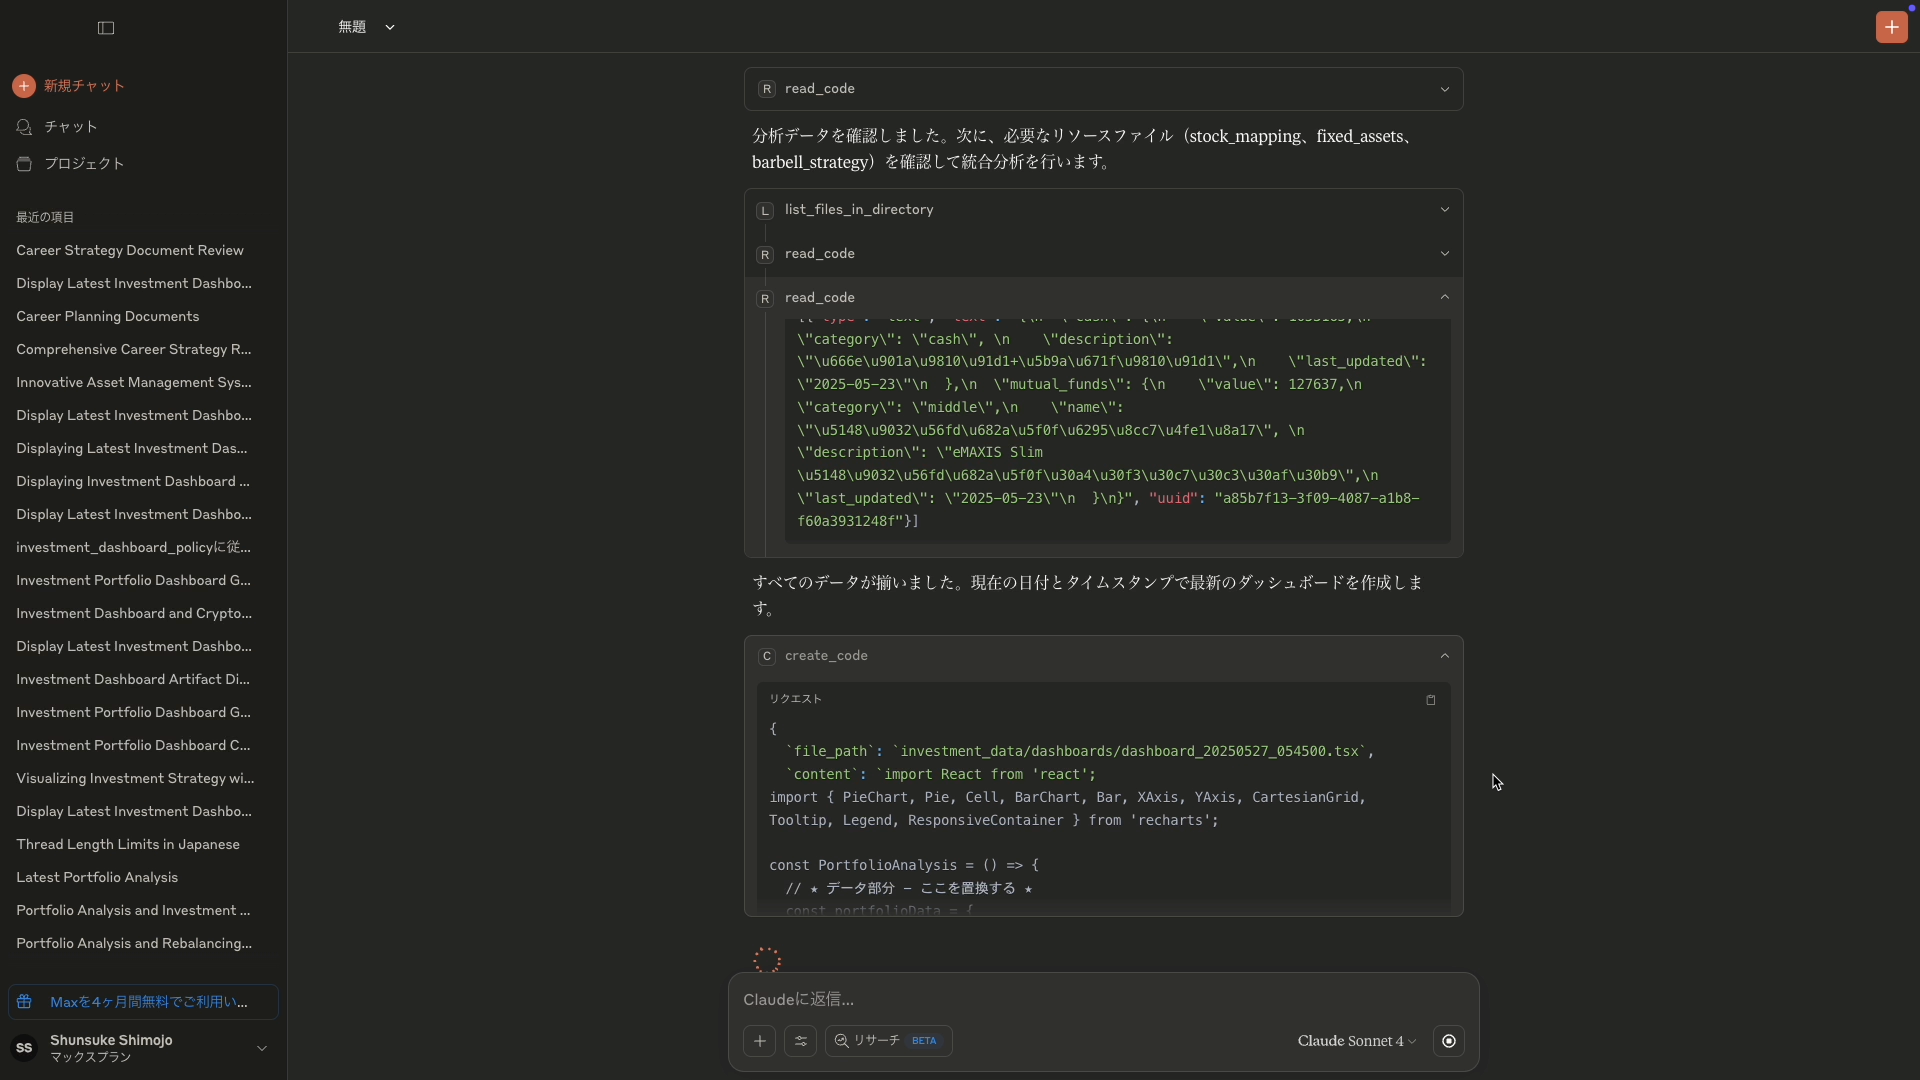 無題
新規チャット
チャット
プロジェクト
最近の項目
Career Strategy Document Review
Display Latest Investment Dashbo...
Career Planning Documents
Comprehensive Career Strategy R...
Innovative Asset Management Sys...
Display Latest Investment Dashbo...
Displaying Latest Investment Das...
Displaying Investment Dashboard ...
Display Latest Investment Dashbo...
investment_dashboard_policyに従...
Investment Portfolio Dashboard G...
Investment Dashboard and Crypto...
Display Latest Investment Dashbo...
Investment Dashboard Artifact Di...
Investment Portfolio Dashboard G...
Investment Portfolio Dashboard C...
Visualizing Investment Strategy wi...
Display Latest Investment Dashbo...
Thread Length Limits in Japanese
Latest Portfolio Analysis
Portfolio Analysis and Investment ...
Portfolio Analysis and Rebalancing...
Maxを4ヶ月間無料でご利用い...
SS
Shunsuke Shimojo
マックスプラン
R read_code
分析データを確認しました。次に、必要なリソースファイル（stock_mapping、fixed_assets、
barbell_strategy）を確認して統合分析を行います。
L list_files_in_directory
R read_code
R read_code
\"category\": \"cash\", \n    \"description\":
\"\u666e\u901a\u9810\u91d1+\u5b9a\u671f\u9810\u91d1\",\n    \"last_updated\":
\"2025-05-23\"\n  },\n  \"mutual_funds\": {\n    \"value\": 127637,\n
\"category\": \"middle\",\n    \"name\":
\"\u5148\u9032\u56fd\u682a\u5f0f\u6295\u8cc7\u4fe1\u8a17\", \n
\"description\": \"eMAXIS Slim
\u5148\u9032\u56fd\u682a\u5f0f\u30a4\u30f3\u30c7\u30c3\u30af\u30b9\",\n
\"last_updated\": \"2025-05-23\"\n  }\n}", "uuid": "a85b7f13-3f09-4087-a1b8-
f60a3931248f"}]
すべてのデータが揃いました。現在の日付とタイムスタンプで最新のダッシュボードを作成しま
す。
C create_code
リクエスト
{
  `file_path`: `investment_data/dashboards/dashboard_20250527_054500.tsx`,
  `content`: `import React from 'react';
import { PieChart, Pie, Cell, BarChart, Bar, XAxis, YAxis, CartesianGrid,
Tooltip, Legend, ResponsiveContainer } from 'recharts';
const PortfolioAnalysis = () => {
  // ★ データ部分 - ここを置換する ★
  const portfolioData = {
Claudeに返信...
リサーチ BETA
Claude Sonnet 4